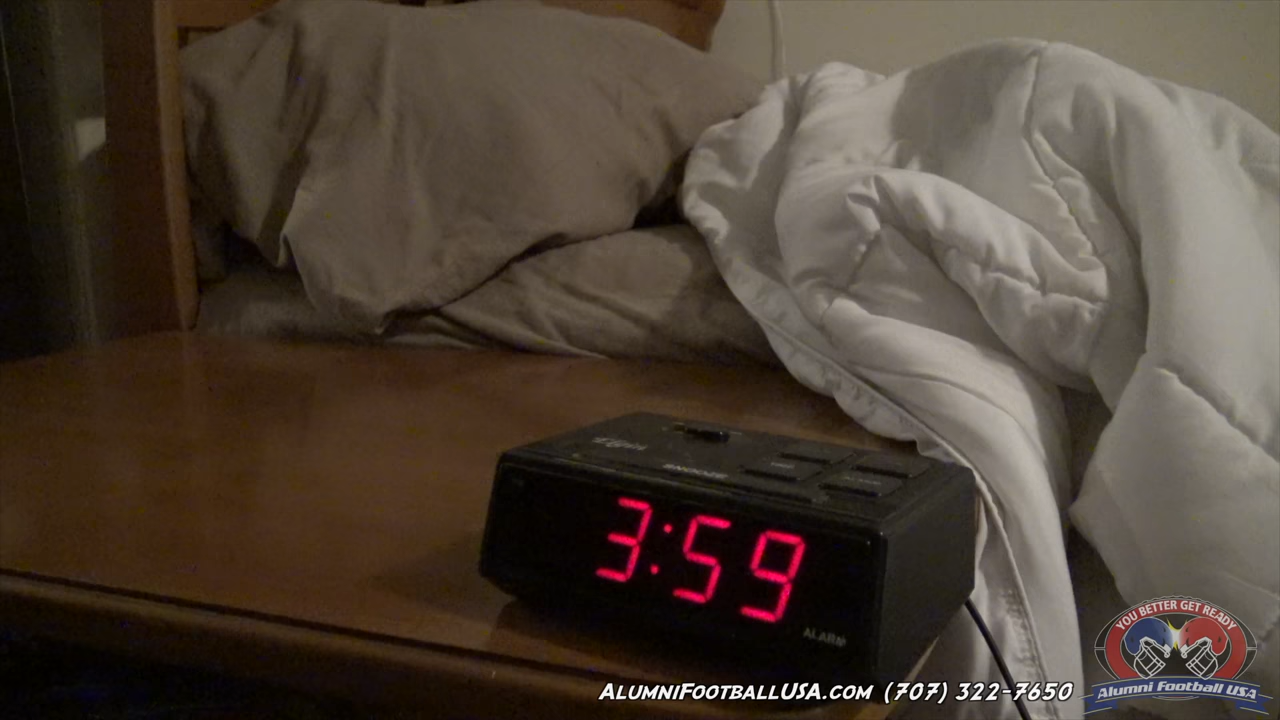 SNOOZE
3:59
ALARM
YOU BETTER GET READY
Alumni Football USA
AlumniFootballUSA.com (707) 322-7650